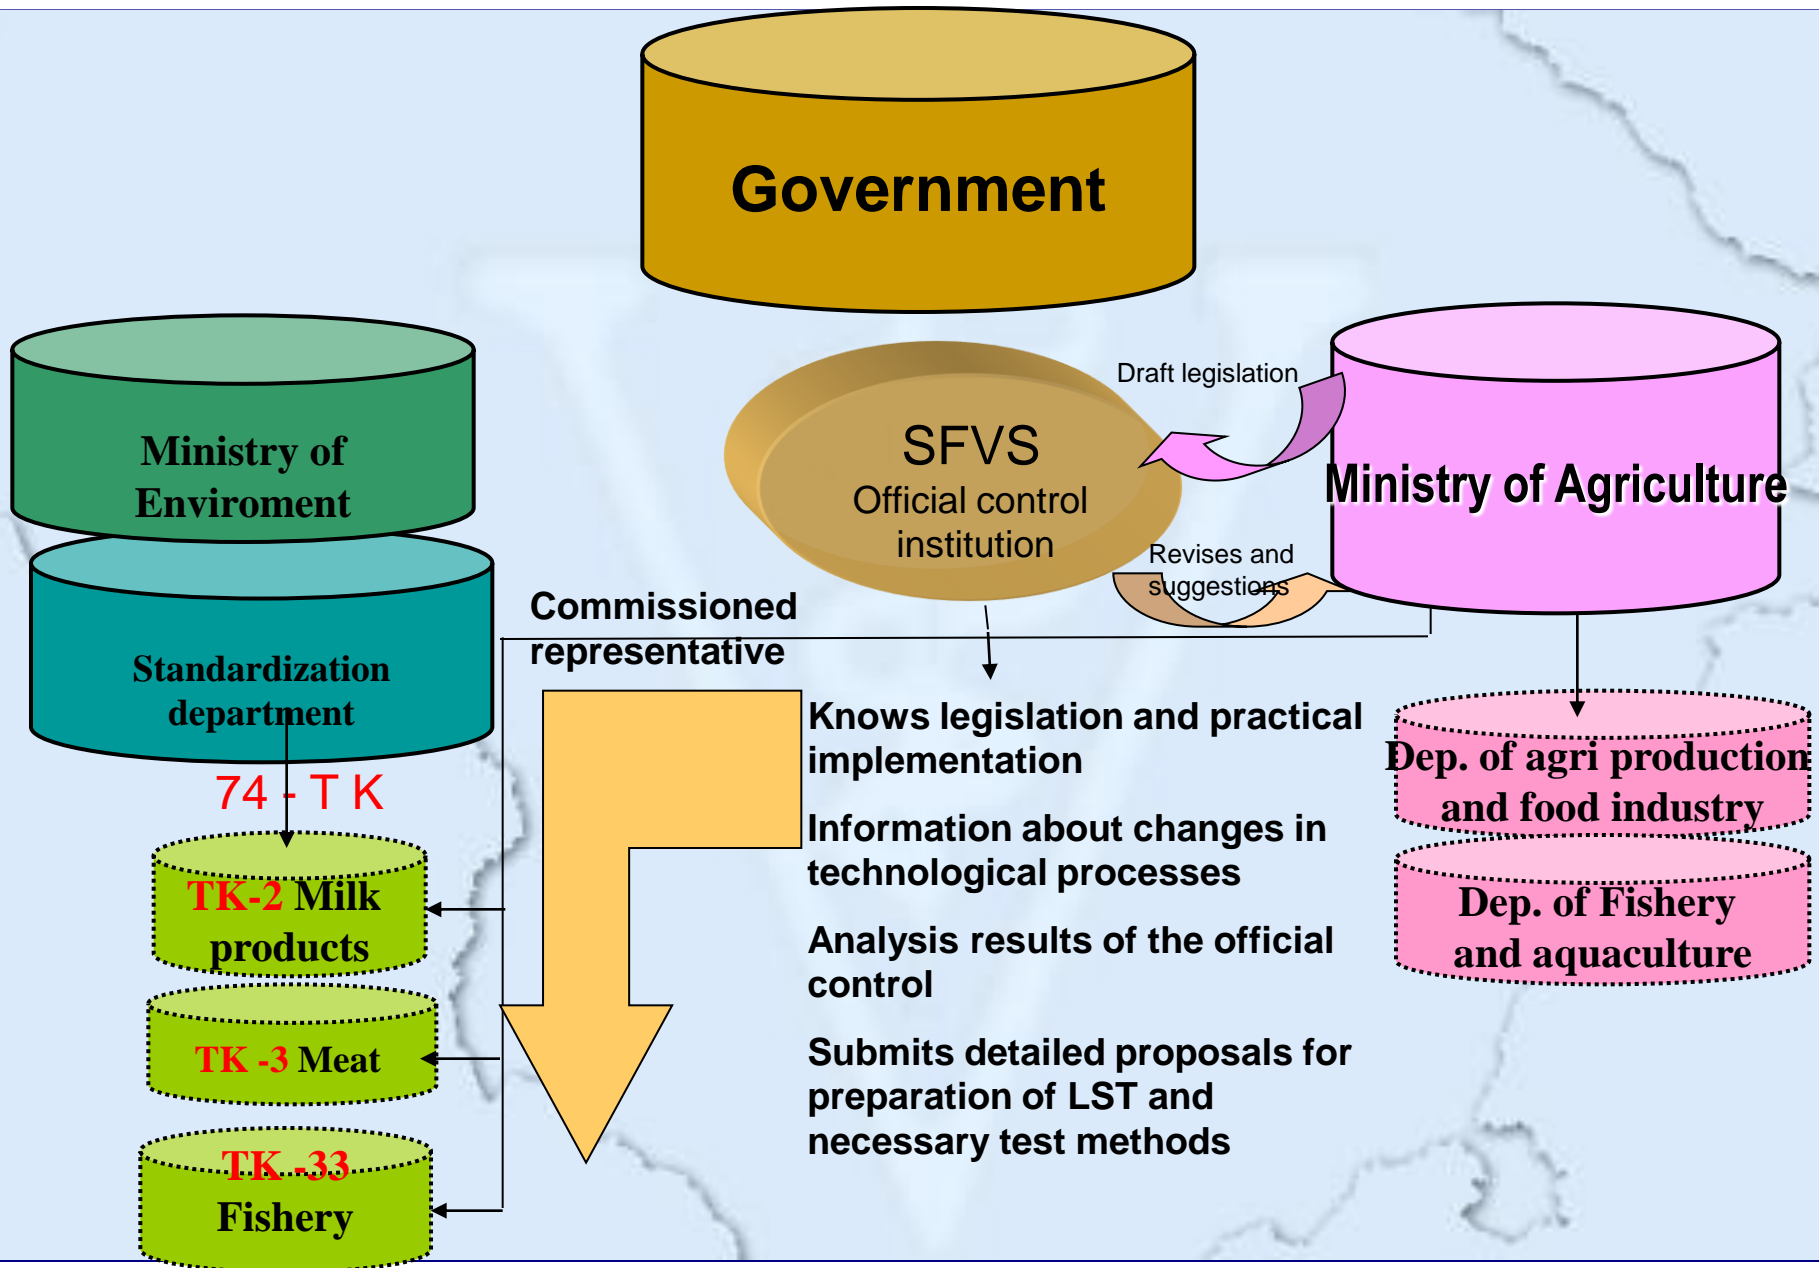 Government
Ministry of
Enviroment
Standardization
department
74 - T K
TK-2 Milk
products
TK -3 Meat
TK -33
Fishery
SFVS
Official control
institution
Draft legislation
Revises and
suggestions
Ministry of Agriculture
Commissioned
representative
Knows legislation and practical
implementation
Information about changes in
technological processes
Analysis results of the official
control
Submits detailed proposals for
preparation of LST and
necessary test methods
Dep. of agri production
and food industry
Dep. of Fishery
and aquaculture